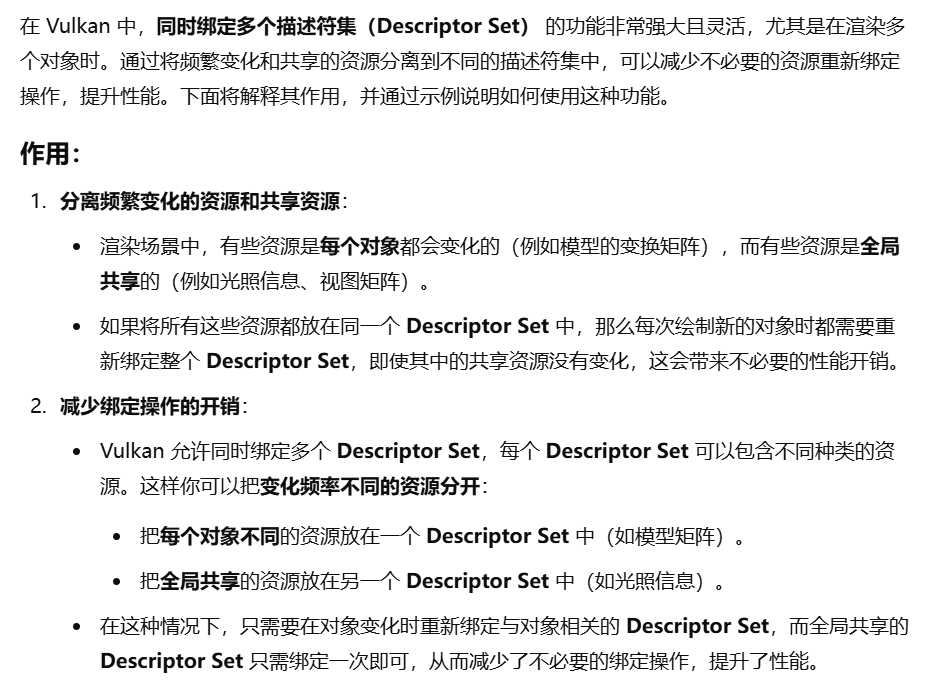 在 Vulkan 中，同时绑定多个描述符集（Descriptor Set） 的功能非常强大且灵活，尤其是在渲染多
个对象时。通过将频繁变化和共享的资源分离到不同的描述符集中，可以减少不必要的资源重新绑定
操作，提升性能。下面将解释其作用，并通过示例说明如何使用这种功能。
作用：
1. 分离频繁变化的资源和共享资源：
• 渲染场景中，有些资源是每个对象都会变化的（例如模型的变换矩阵），而有些资源是全局
共享的（例如光照信息、视图矩阵）。
• 如果将所有这些资源都放在同一个 Descriptor Set 中，那么每次绘制新的对象时都需要重
新绑定整个 Descriptor Set，即使其中的共享资源没有变化，这会带来不必要的性能开销。
2. 减少绑定操作的开销：
• Vulkan 允许同时绑定多个 Descriptor Set，每个 Descriptor Set 可以包含不同种类的资
源。这样你可以把变化频率不同的资源分开：
• 把每个对象不同的资源放在一个 Descriptor Set 中（如模型矩阵）。
• 把全局共享的资源放在另一个 Descriptor Set 中（如光照信息）。
• 在这种情况下，只需要在对象变化时重新绑定与对象相关的 Descriptor Set，而全局共享的
Descriptor Set 只需绑定一次即可，从而减少了不必要的绑定操作，提升了性能。